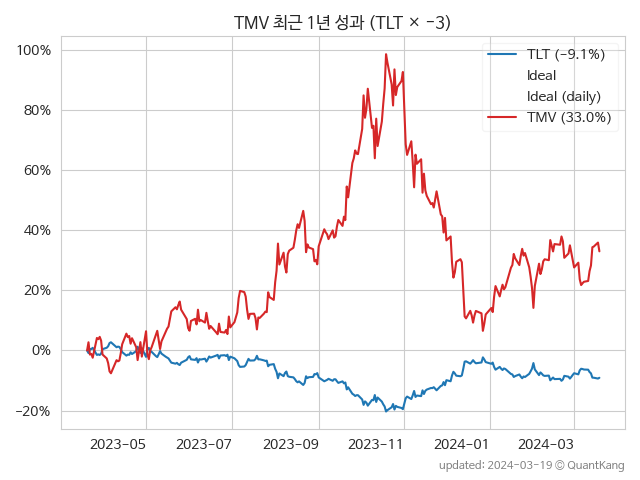 TMV 최근 1년 성과 (TLT × −3)
100%
80%
60%
40%
20%
0%
−20%
TLT (−9.1%)
Ideal
Ideal (daily)
TMV (33.0%)
2023−05
2023−07
2023−09
2023−11
2024−01
2024−03
updated: 2024−03−19 © QuantKang